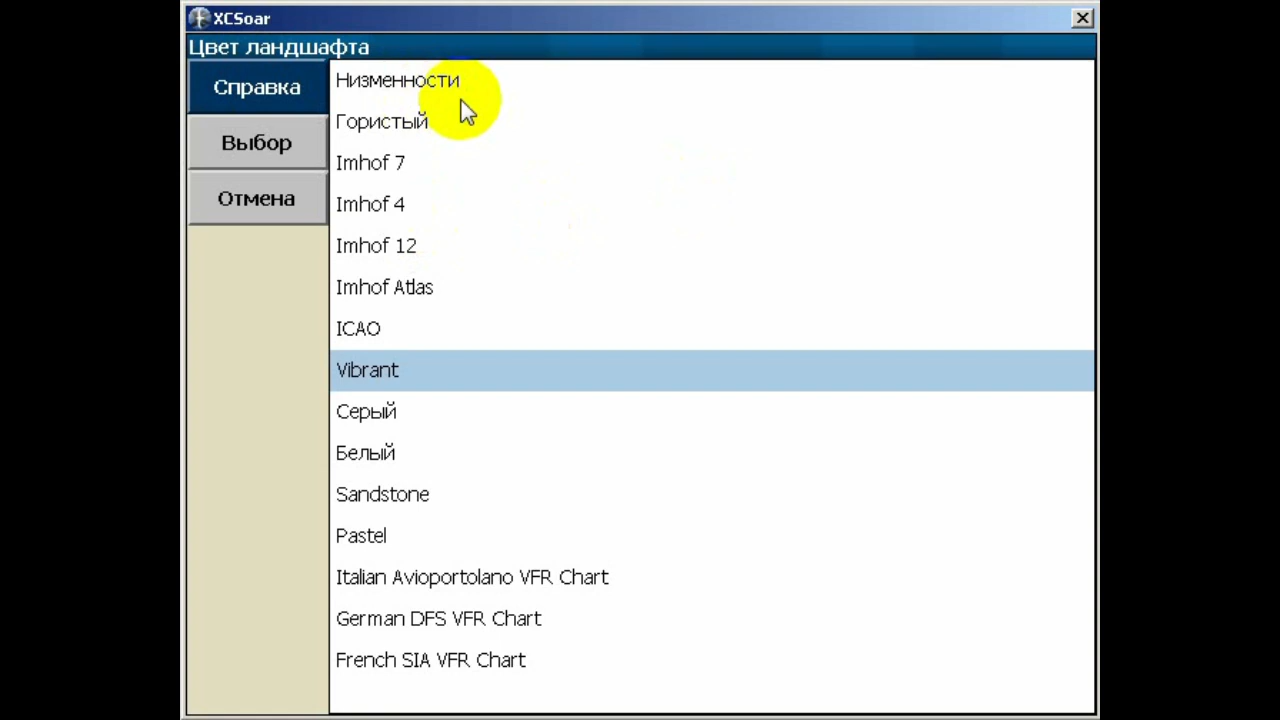 XCSoar
Цвет ландшафта
Справка
Выбор
Отмена
Низменности
Гористый
Imhof 7
Imhof 4
Imhof 12
Imhof Atlas
ICAO
Vibrant
Серый
Белый
Sandstone
Pastel
Italian Avioportolano VFR Chart
German DFS VFR Chart
French SIA VFR Chart